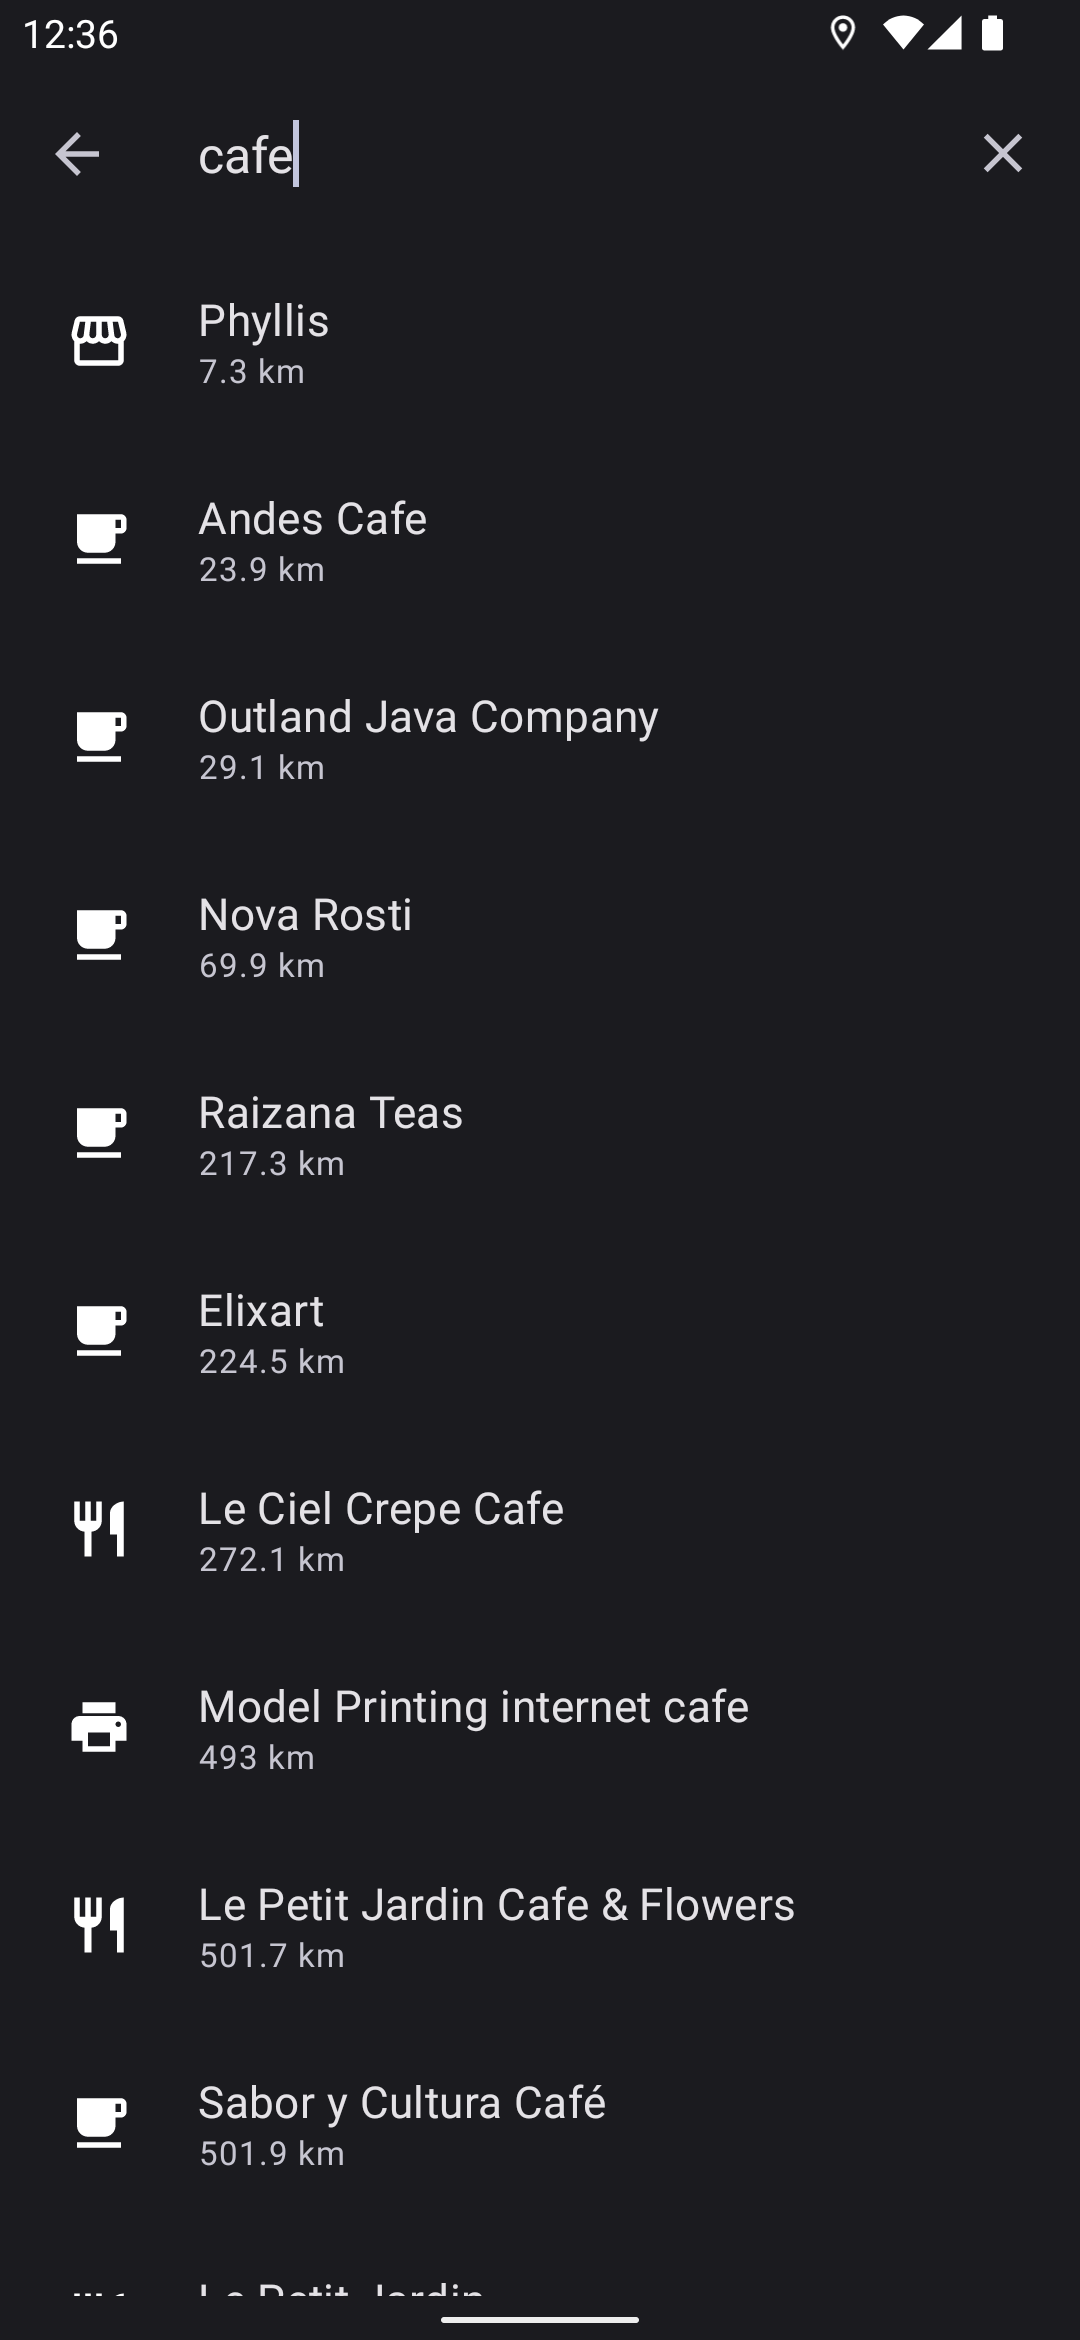 12:36
cafe
Phyllis
7.3 km
Andes Cafe
23.9 km
Outland Java Company
29.1 km
Nova Rosti
69.9 km
Raizana Teas
217.3 km
Elixart
224.5 km
Le Ciel Crepe Cafe
272.1 km
Model Printing internet cafe
493 km
Le Petit Jardin Cafe & Flowers
501.7 km
Sabor y Cultura Café
501.9 km
Le Petit Jardin